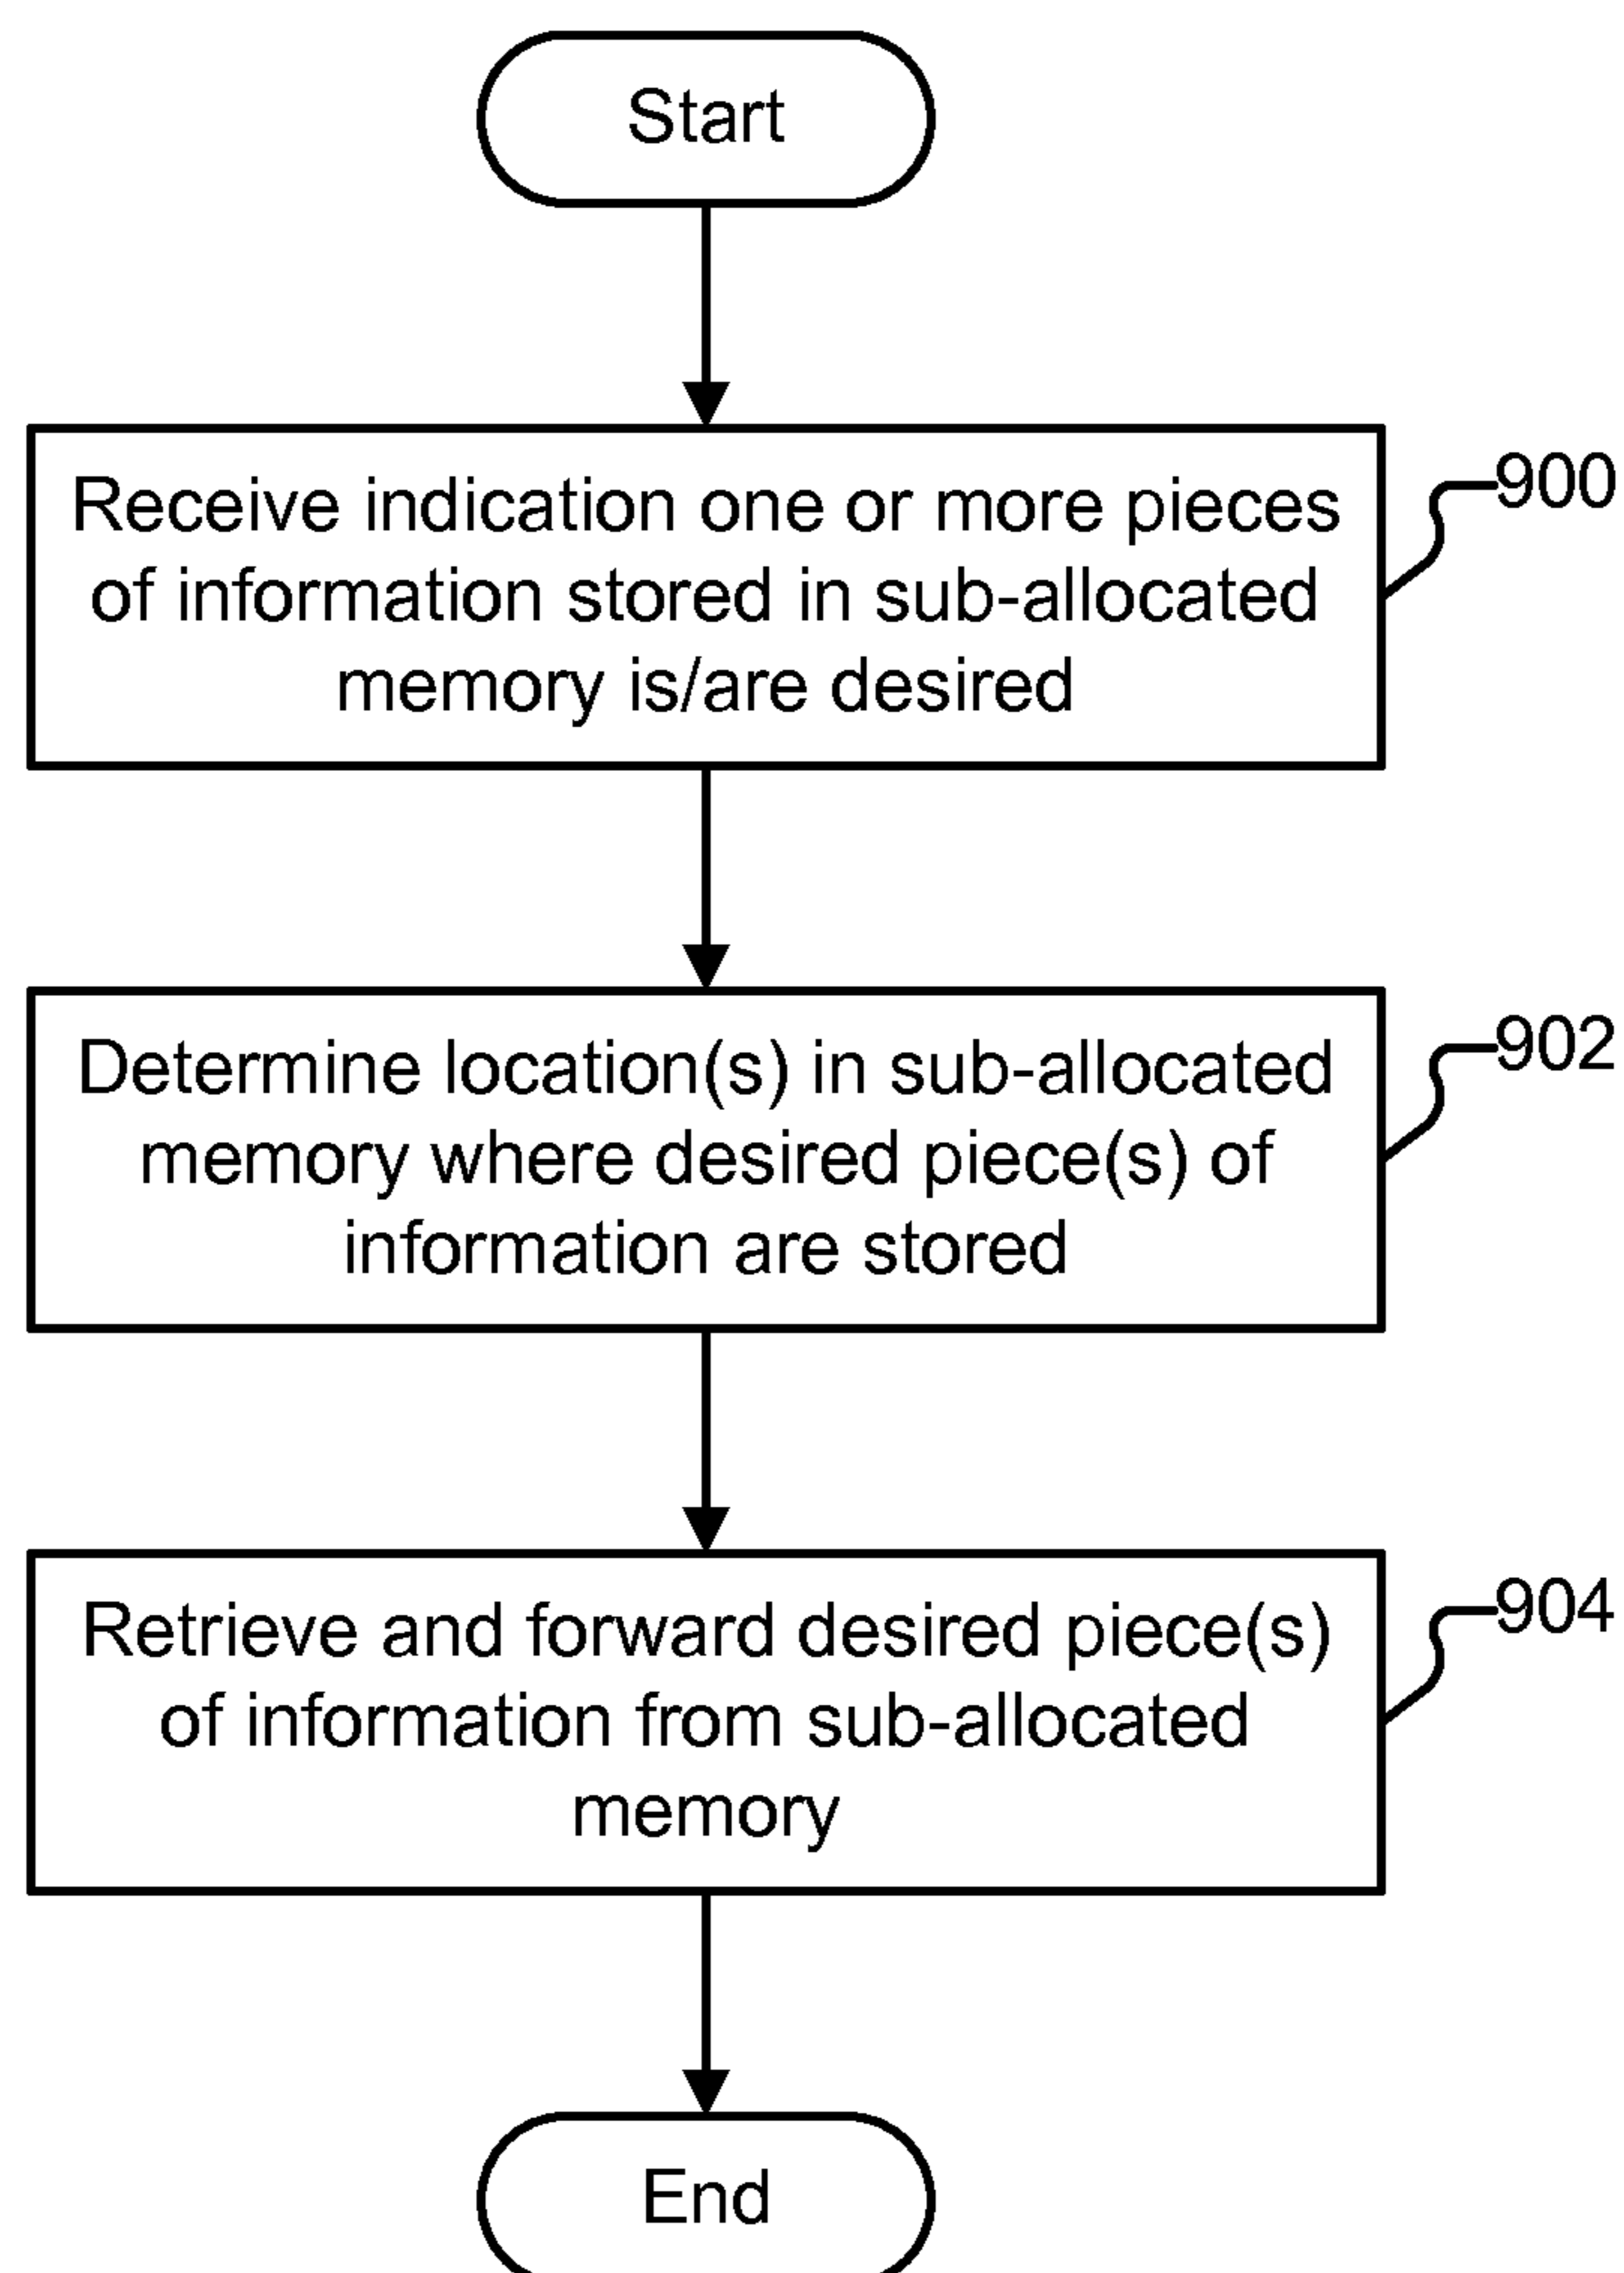 Start
Receive indication one or more pieces
of information stored in sub-allocated
memory is/are desired
900
Determine location(s) in sub-allocated
memory where desired piece(s) of
information are stored
902
Retrieve and forward desired piece(s)
of information from sub-allocated
memory
904
End